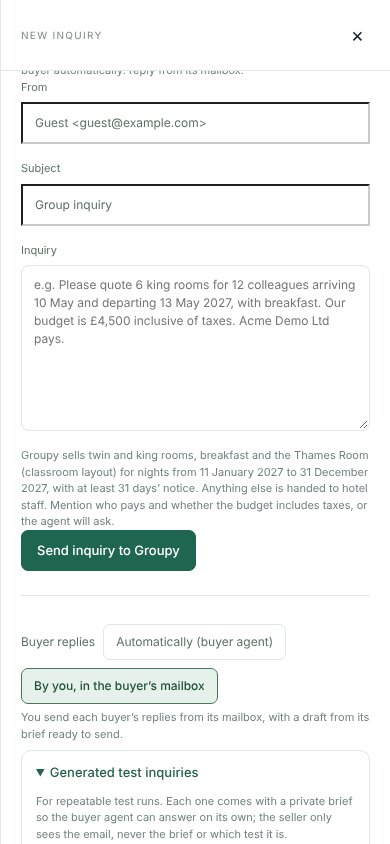 NEW INQUIRY
buyer automatically. reply from its mailbox.
From
Guest <guest@example.com>
Subject
Group inquiry
Inquiry
e.g. Please quote 6 king rooms for 12 colleagues arriving
10 May and departing 13 May 2027, with breakfast. Our
budget is £4,500 inclusive of taxes. Acme Demo Ltd
pays.
Groupy sells twin and king rooms, breakfast and the Thames Room
(classroom layout) for nights from 11 January 2027 to 31 December
2027, with at least 31 days’ notice. Anything else is handed to hotel
staff. Mention who pays and whether the budget includes taxes, or
the agent will ask.
Send inquiry to Groupy
Buyer replies
Automatically (buyer agent)
By you, in the buyer’s mailbox
You send each buyer’s replies from its mailbox, with a draft from its
brief ready to send.
▼ Generated test inquiries
For repeatable test runs. Each one comes with a private brief
so the buyer agent can answer on its own; the seller only
sees the email, never the brief or which test it is.